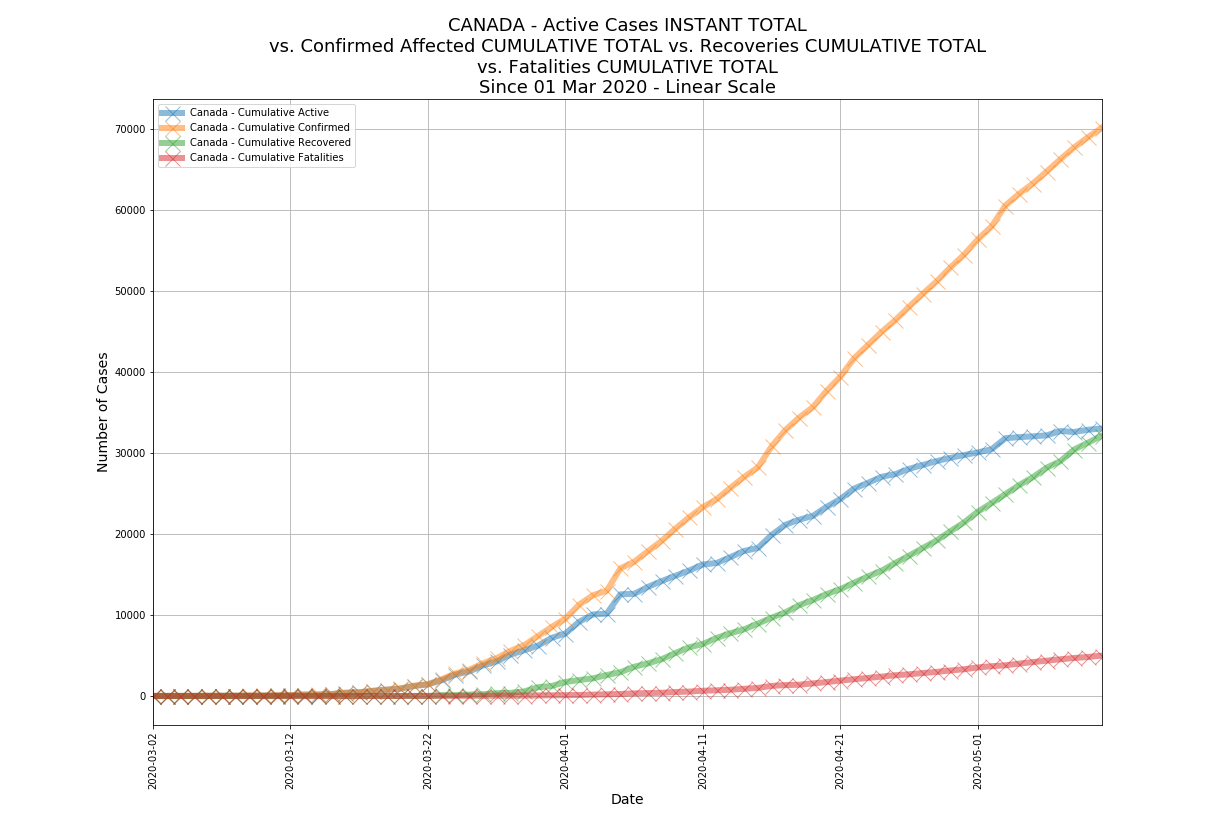 CANADA - Active Cases INSTANT TOTAL
vs. Confirmed Affected CUMULATIVE TOTAL vs. Recoveries CUMULATIVE TOTAL
vs. Fatalities CUMULATIVE TOTAL
Since 01 Mar 2020 - Linear Scale
Canada - Cumulative Active
Canada - Cumulative Confirmed
Canada - Cumulative Recovered
Canada - Cumulative Fatalities
70000
60000
50000
40000
30000
20000
10000
0
Number of Cases
2020-03-02
2020-03-12
2020-03-22
2020-04-01
2020-04-11
2020-04-21
2020-05-01
Date